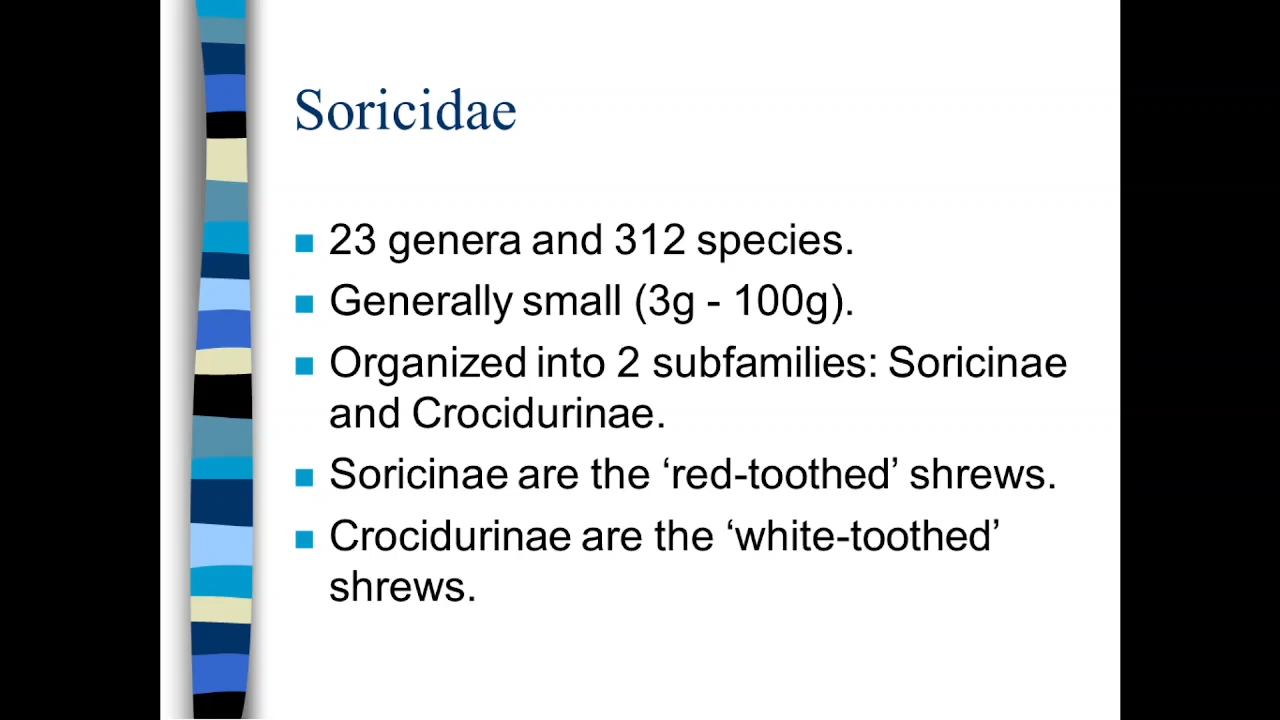 Soricidae
23 genera and 312 species.
Generally small (3g - 100g).
Organized into 2 subfamilies: Soricinae
and Crocidurinae.
Soricinae are the ‘red-toothed’ shrews.
Crocidurinae are the ‘white-toothed’
shrews.